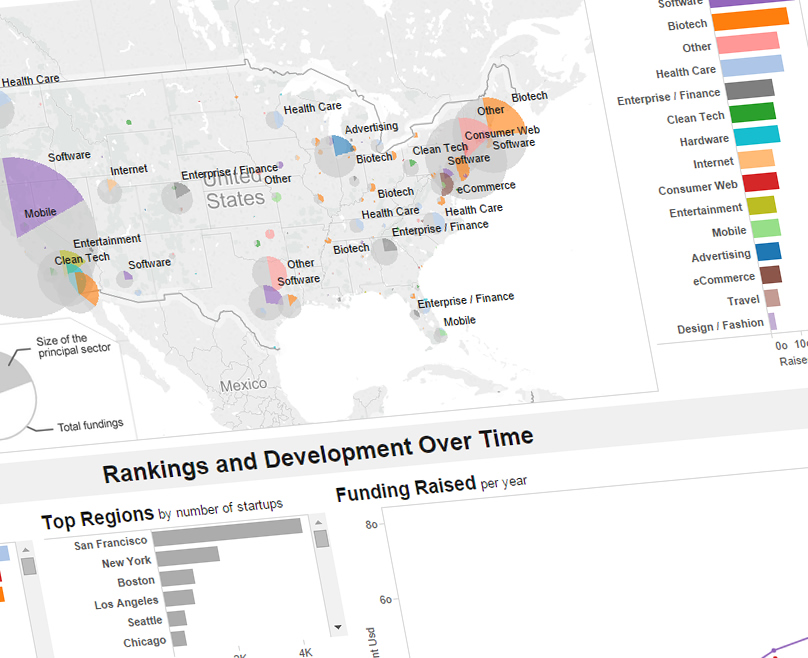 Health Care
Software
Internet
Mobile
Entertainment
Clean Tech
Software
Enterprise / Finance
Other
United
States
Health Care
Advertising
Biotech
Clean Tech
Software
Other
Biotech
Consumer Web
Software
eCommerce
Biotech
Health Care
Health Care
Enterprise / Finance
Biotech
Other
Software
Enterprise / Finance
Mobile
Mexico
Size of the
principal sector
Total fundings
Software
Biotech
Other
Health Care
Enterprise / Finance
Clean Tech
Hardware
Internet
Consumer Web
Entertainment
Mobile
Advertising
eCommerce
Travel
Design / Fashion
0o 10o
Raise
Rankings and Development Over Time
Top Regions by number of startups
San Francisco
New York
Boston
Los Angeles
Seattle
Chicago
2K 4K
Funding Raised per year
8o
6o
nt Usd